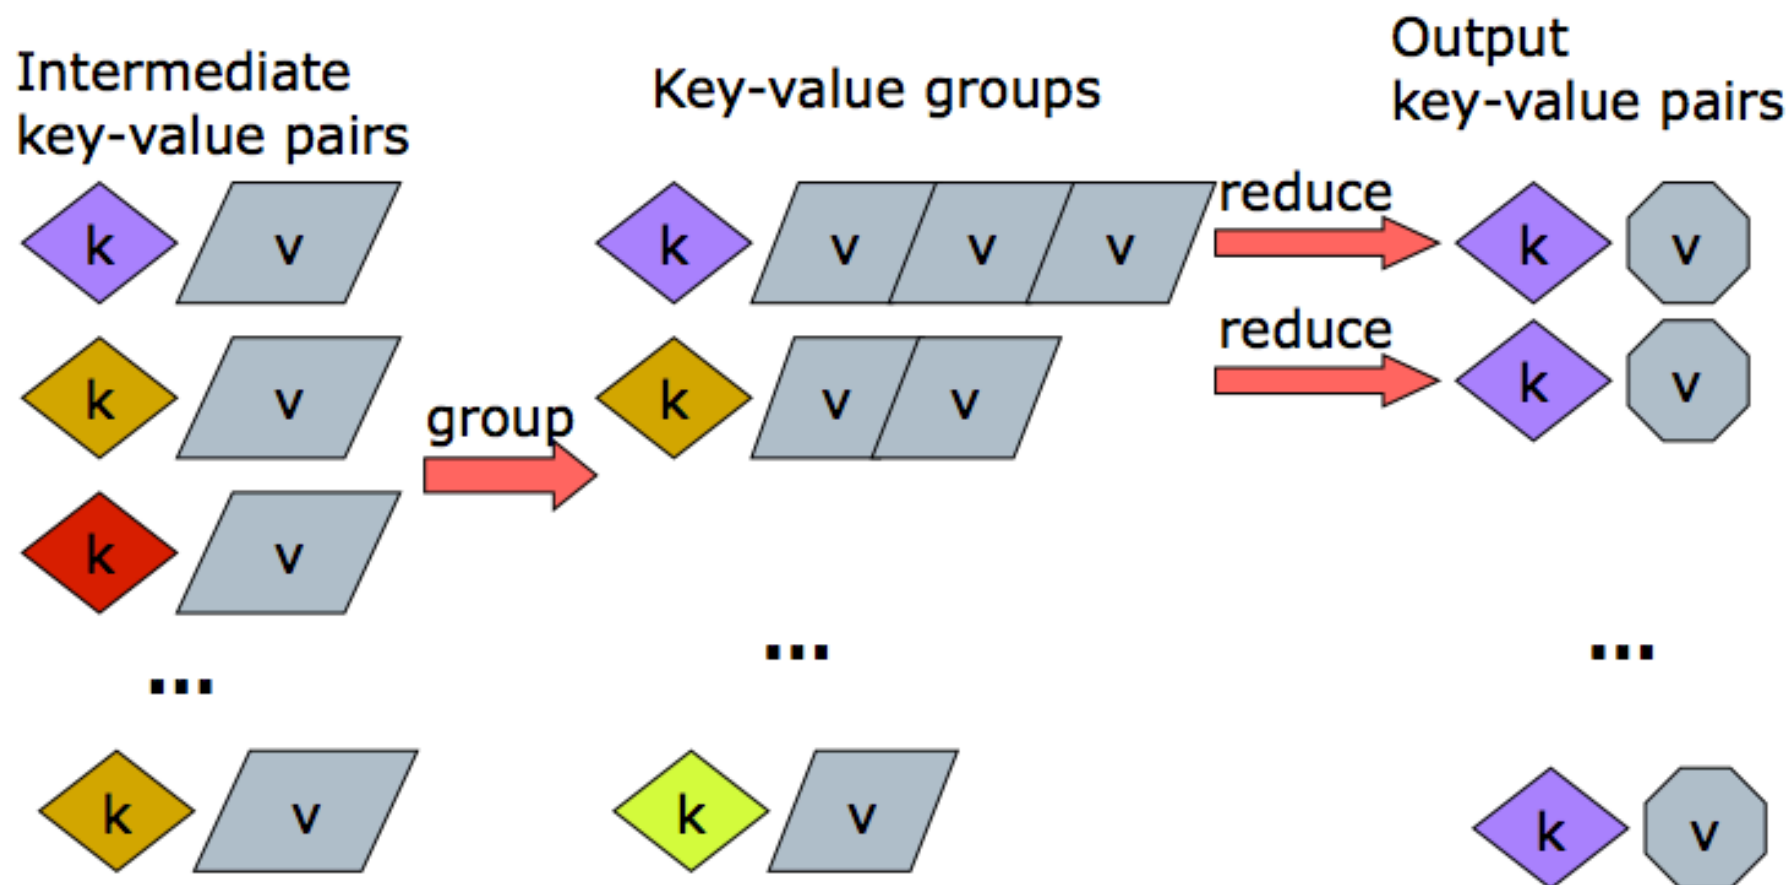 Intermediate
key-value pairs
Key-value groups
Output
key-value pairs
k v
k v v v
reduce
k v
k v
group
k v v
reduce
k v
k v
...
...
...
k v
k v
k v